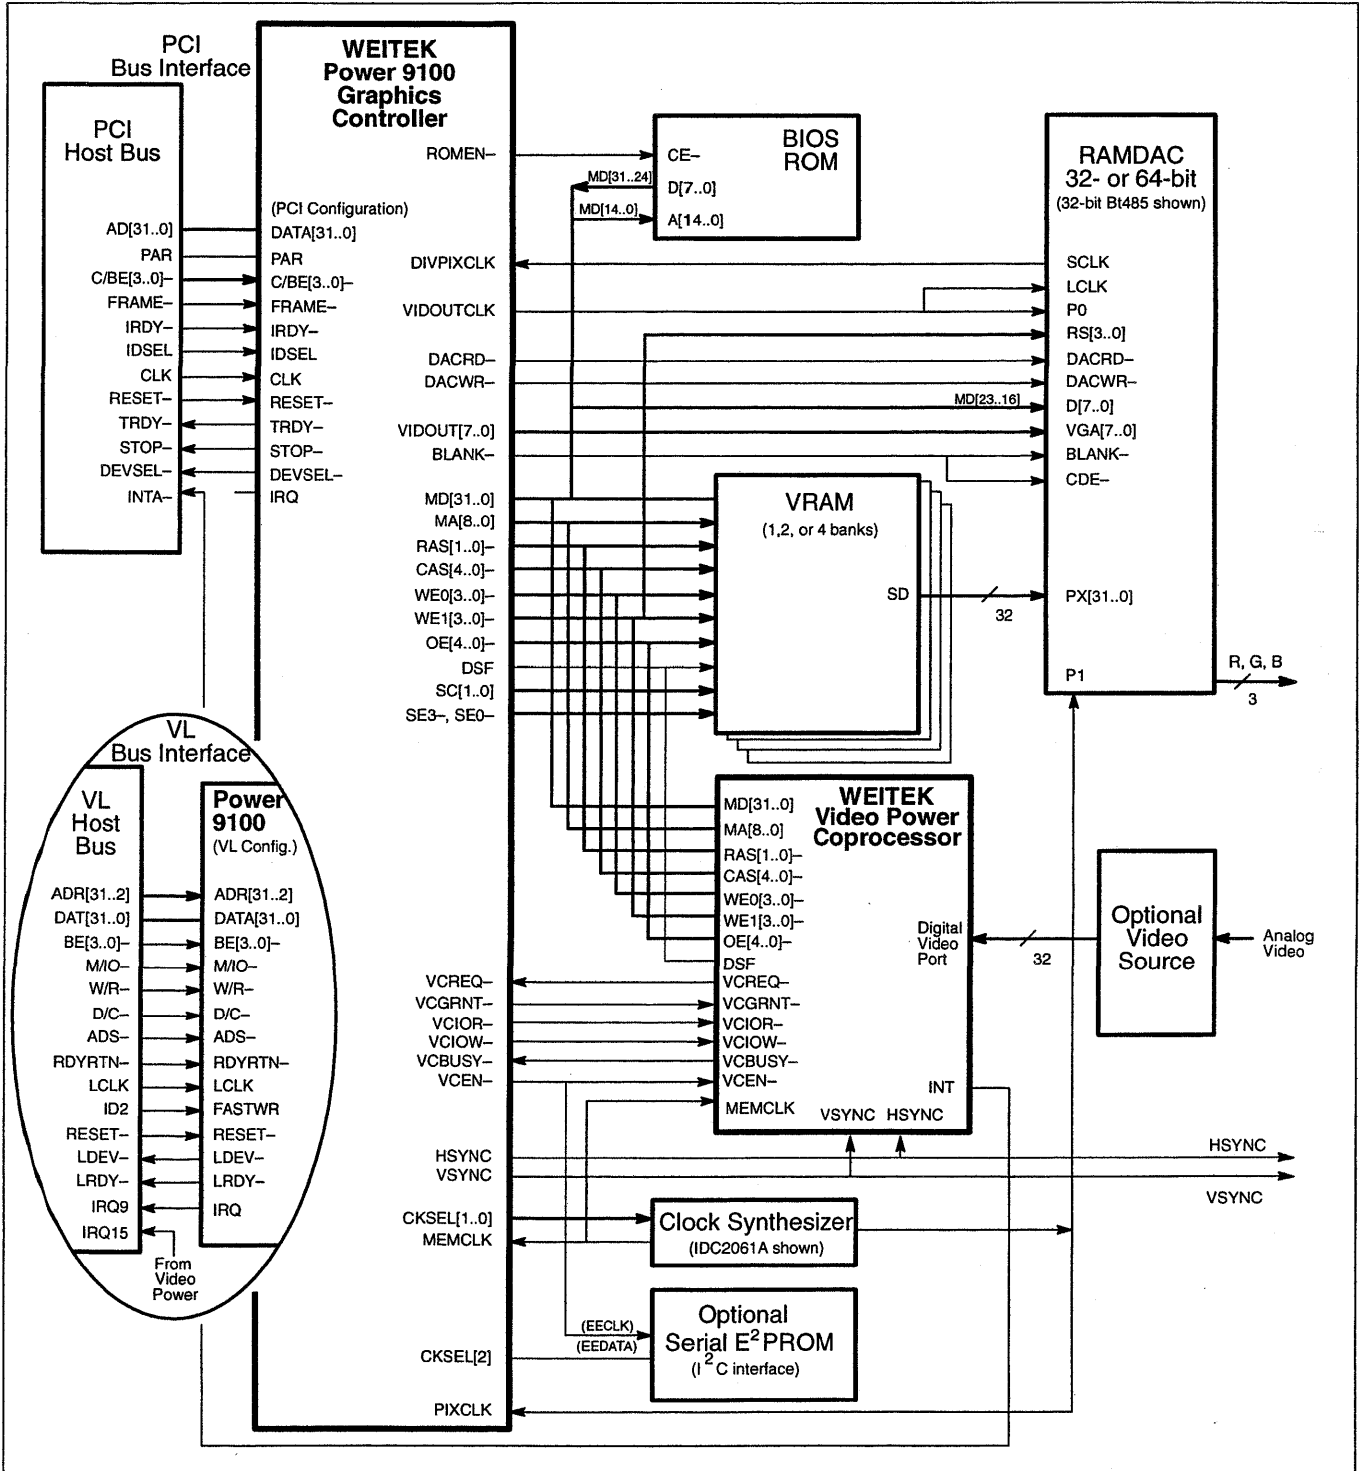 PCI
Bus Interface
PCI
Host Bus
AD[31..0]
PAR
C/BE[3..0]–
FRAME–
IRDY–
IDSEL
CLK
RESET–
TRDY–
STOP–
DEVSEL–
INTA–
WEITEK
Power 9100
Graphics
Controller
(PCI Configuration)
DATA[31..0]
PAR
C/BE[3..0]–
FRAME–
IRDY–
IDSEL
CLK
RESET–
TRDY–
STOP–
DEVSEL–
IRQ
ROMEN–
DIVPIXCLK
VIDOUTCLK
DACRD–
DACWR–
VIDOUT[7..0]
BLANK–
MD[31..0]
MA[8..0]
RAS[1..0]–
CAS[4..0]–
WE0[3..0]–
WE1[3..0]–
OE[4..0]–
DSF
SC[1..0]
SE3–, SE0–
VCREQ–
VCGRNT–
VCIOR–
VCIOW–
VCBUSY–
VCEN–
HSYNC
VSYNC
CKSEL[1..0]
MEMCLK
CKSEL[2]
PIXCLK
BIOS
ROM
CE–
D[7..0]
A[14..0]
MD[31..24]
MD[14..0]
RAMDAC
32- or 64-bit
(32-bit Bt485 shown)
SCLK
LCLK
P0
RS[3..0]
DACRD–
DACWR–
MD[23..16]
D[7..0]
VGA[7..0]
BLANK–
CDE–
PX[31..0]
P1
R, G, B
3
VRAM
(1,2, or 4 banks)
SD
32
WEITEK
Video Power
Coprocessor
MD[31..0]
MA[8..0]
RAS[1..0]–
CAS[4..0]–
WE0[3..0]–
WE1[3..0]–
OE[4..0]–
DSF
VCREQ–
VCGRNT–
VCIOR–
VCIOW–
VCBUSY–
VCEN–
MEMCLK
VSYNC HSYNC
INT
Digital
Video
Port
32
Optional
Video
Source
Analog
Video
HSYNC
VSYNC
Clock Synthesizer
(IDC2061A shown)
Optional
Serial E²PROM
(I²C interface)
(EECLK)
(EEDATA)
VL
Bus Interface
VL
Host
Bus
ADR[31..2]
DAT[31..0]
BE[3..0]–
M/IO–
W/R–
D/C–
ADS–
RDYRTN–
LCLK
ID2
RESET–
LDEV–
LRDY–
IRQ9
IRQ15
From
Video
Power
Power
9100
(VL Config.)
ADR[31..2]
DATA[31..0]
BE[3..0]–
M/IO–
W/R–
D/C–
ADS–
RDYRTN–
LCLK
FASTWR
RESET–
LDEV–
LRDY–
IRQ